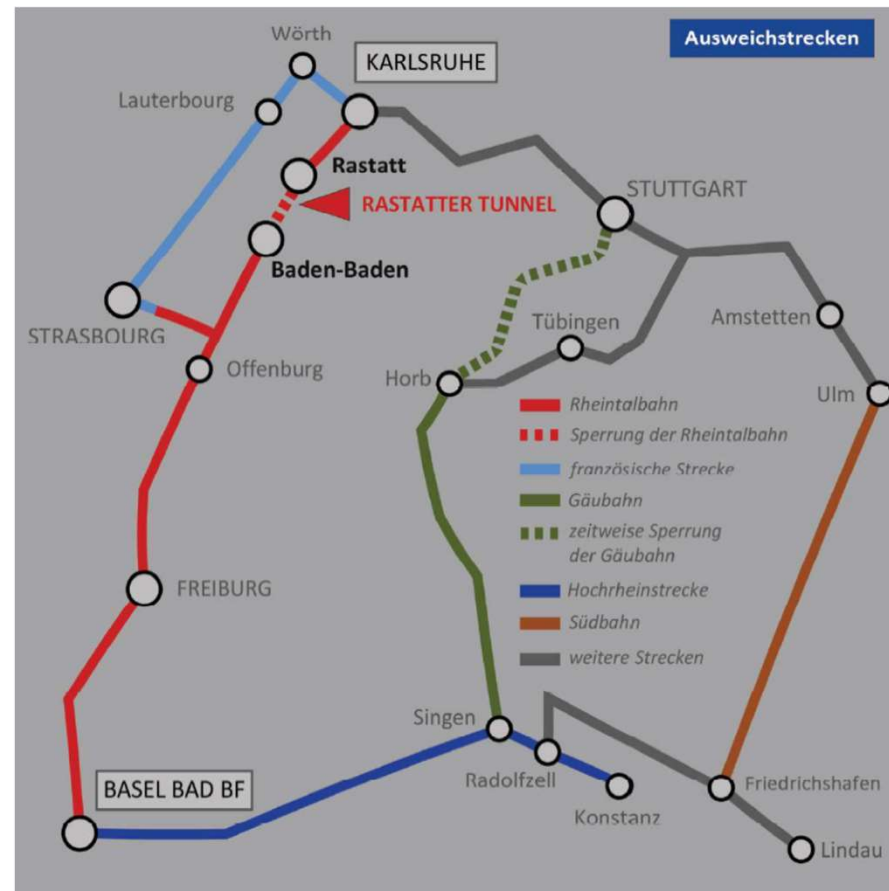 Ausweichstrecken
Wörth
KARLSRUHE
Lauterbourg
Rastatt
STUTTGART
RASTATTER TUNNEL
Baden-Baden
STRASBOURG
Tübingen
Amstetten
Offenburg
Horb
Ulm
Rheintalbahn
Sperrung der Rheintalbahn
französische Strecke
Gäubahn
zeitweise Sperrung
der Gäubahn
FREIBURG
Hochrheinstrecke
Südbahn
weitere Strecken
Singen
Radolfzell
Friedrichshafen
BASEL BAD BF
Konstanz
Lindau